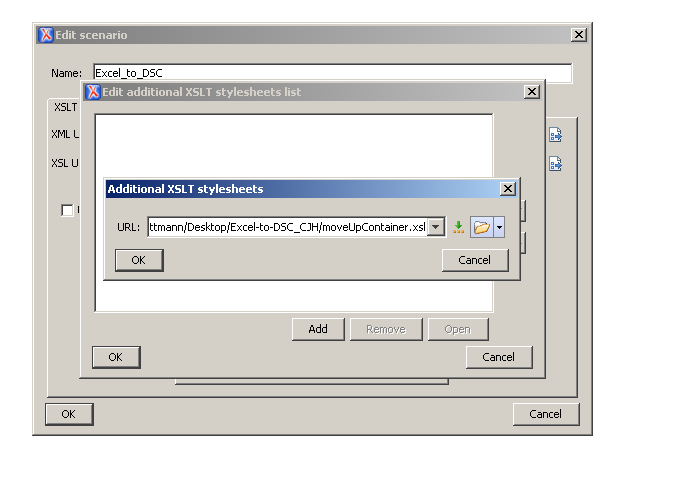 Edit scenario
Name: Excel_to_DSC
Edit additional XSLT stylesheets list
XSLT
XML U
XSL U
Additional XSLT stylesheets
URL: ttmann/Desktop/Excel-to-DSC_CJH/moveUpContainer.xsl
OK Cancel
Add Remove Open
OK Cancel
OK Cancel